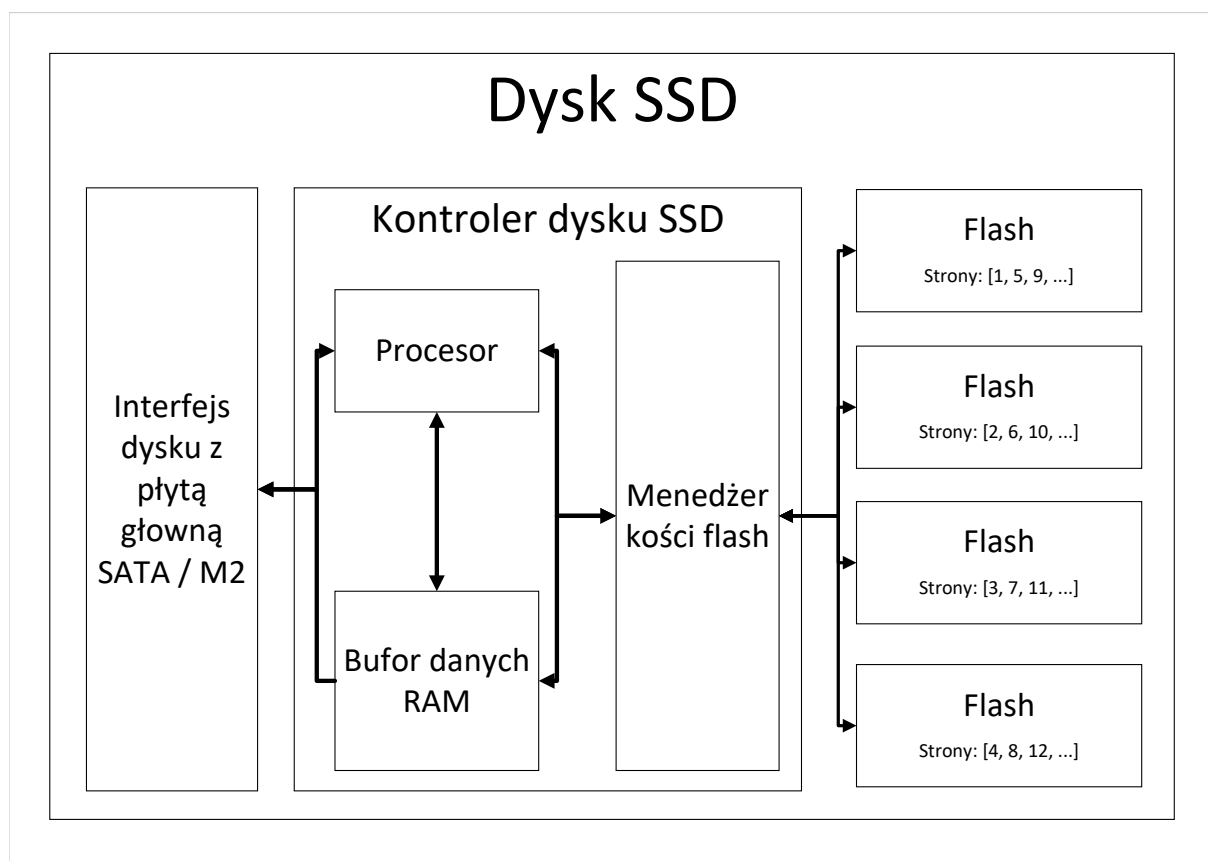 Dysk SSD
Interfejs
dysku z
płytą
głowną
SATA / M2
Kontroler dysku SSD
Procesor
Bufor danych
RAM
Menedżer
kości flash
Flash
Strony: [1, 5, 9, ...]
Flash
Strony: [2, 6, 10, ...]
Flash
Strony: [3, 7, 11, ...]
Flash
Strony: [4, 8, 12, ...]